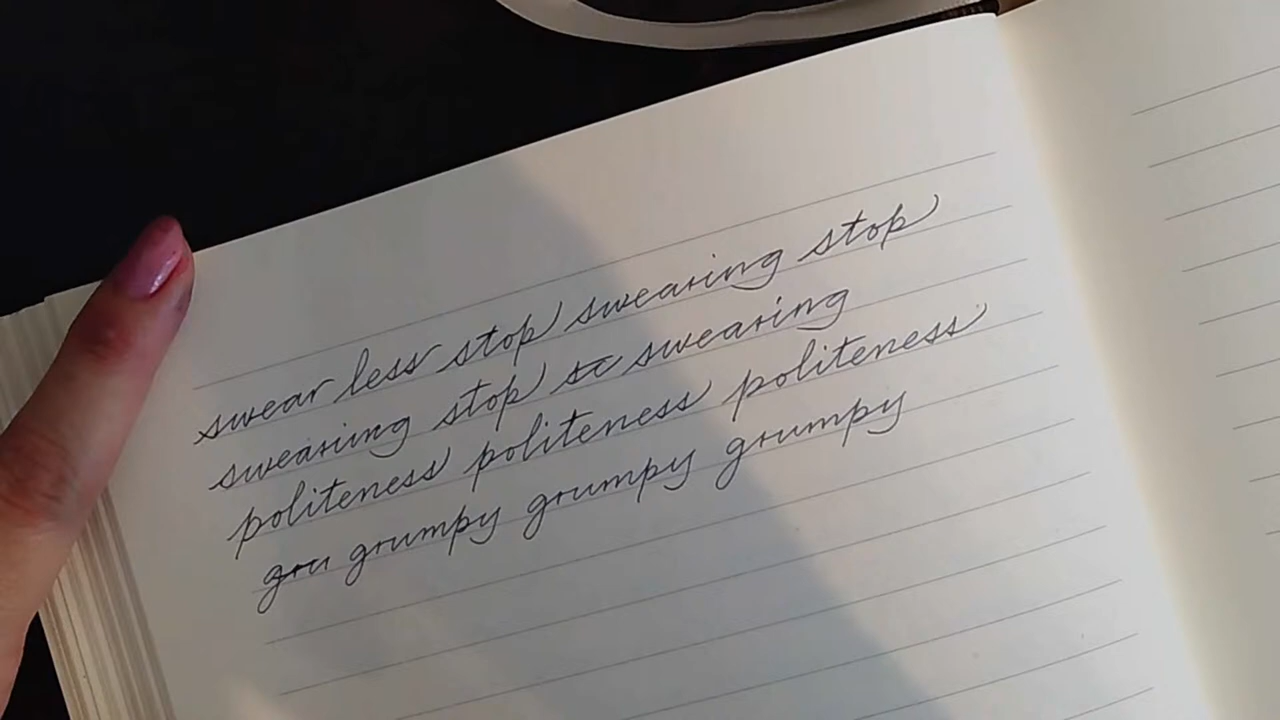 swear less stop swearing stop
swearing stop sc swearing
politeness politeness politeness
gru grumpy grumpy grumpy